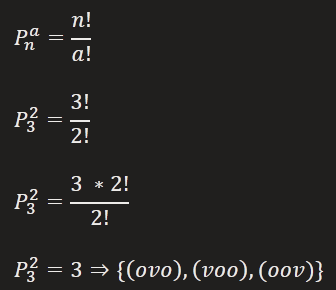 P_n^a = n!/a!
P_3^2 = 3!/2!
P_3^2 = 3 * 2!/2!
P_3^2 = 3 ⇒ {(ovo), (voo), (oov)}